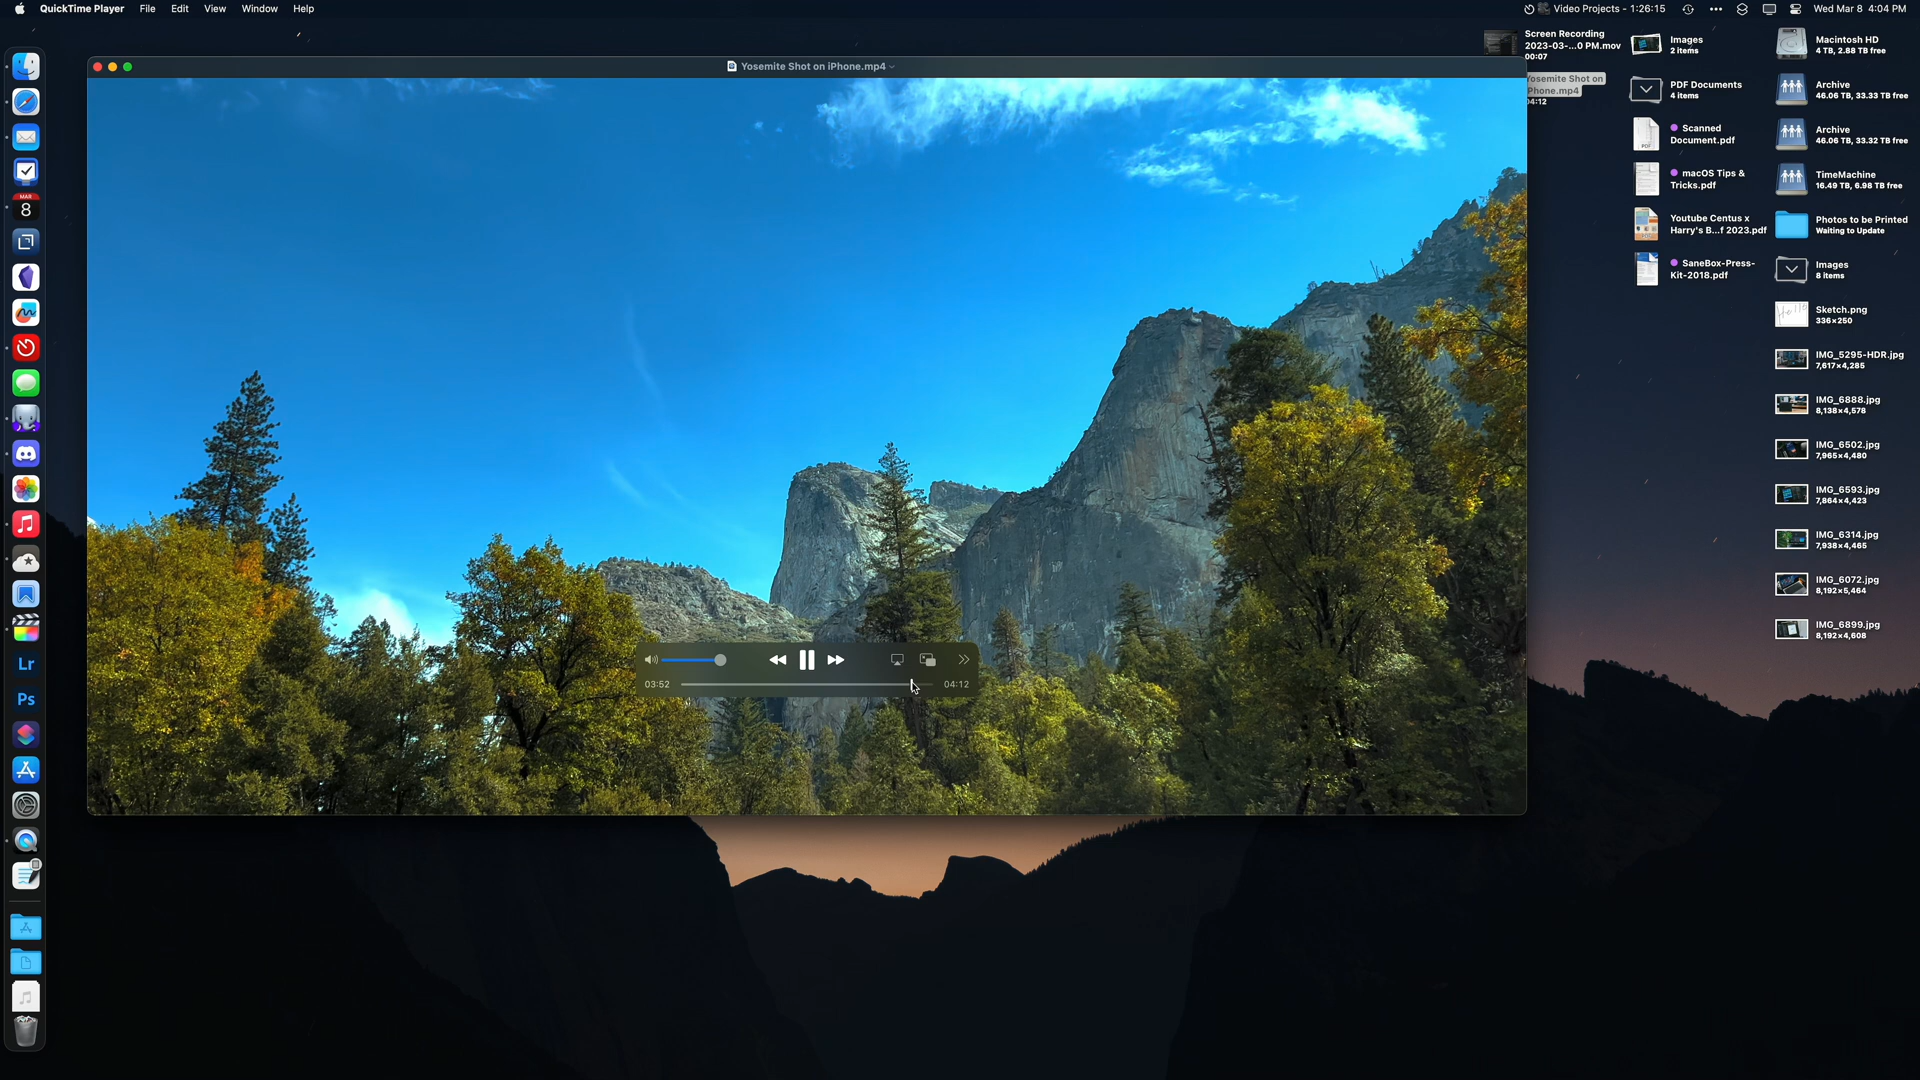 QuickTime Player File Edit View Window Help
Video Projects - 1:26:15
Wed Mar 8 4:04 PM
Yosemite Shot on iPhone.mp4
03:52
04:12
MAR
8
Lr
Ps
Screen Recording
2023-03-...0 PM.mov
00:07
Yosemite Shot on
iPhone.mp4
04:12
Images
2 items
PDF Documents
4 items
PDF
Scanned
Document.pdf
macOS Tips &
Tricks.pdf
Youtube Centus x
Harry's B...f 2023.pdf
SaneBox-Press-
Kit-2018.pdf
Macintosh HD
4 TB, 2.88 TB free
Archive
46.06 TB, 33.33 TB free
Archive
46.06 TB, 33.32 TB free
TimeMachine
16.49 TB, 6.98 TB free
Photos to be Printed
Waiting to Update
Images
8 items
Hello
Sketch.png
336×250
IMG_5295-HDR.jpg
7,617×4,285
IMG_6888.jpg
8,138×4,578
IMG_6502.jpg
7,965×4,480
IMG_6593.jpg
7,864×4,423
IMG_6314.jpg
7,938×4,465
IMG_6072.jpg
8,192×5,464
IMG_6899.jpg
8,192×4,608